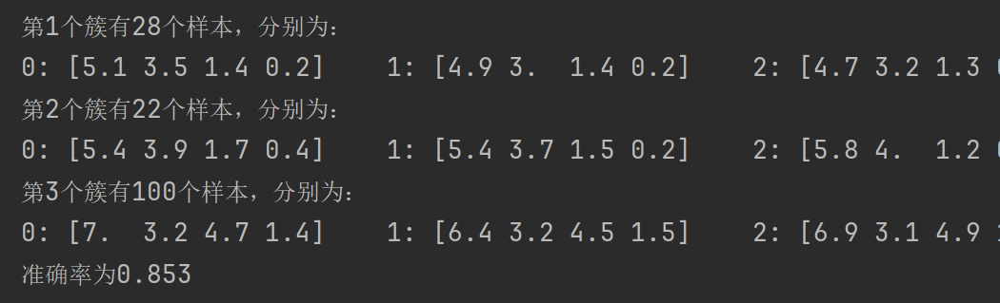 第1个簇有28个样本，分别为：
0: [5.1 3.5 1.4 0.2]    1: [4.9 3.  1.4 0.2]    2: [4.7 3.2 1.3
第2个簇有22个样本，分别为：
0: [5.4 3.9 1.7 0.4]    1: [5.4 3.7 1.5 0.2]    2: [5.8 4.  1.2
第3个簇有100个样本，分别为：
0: [7.  3.2 4.7 1.4]    1: [6.4 3.2 4.5 1.5]    2: [6.9 3.1 4.9
准确率为0.853